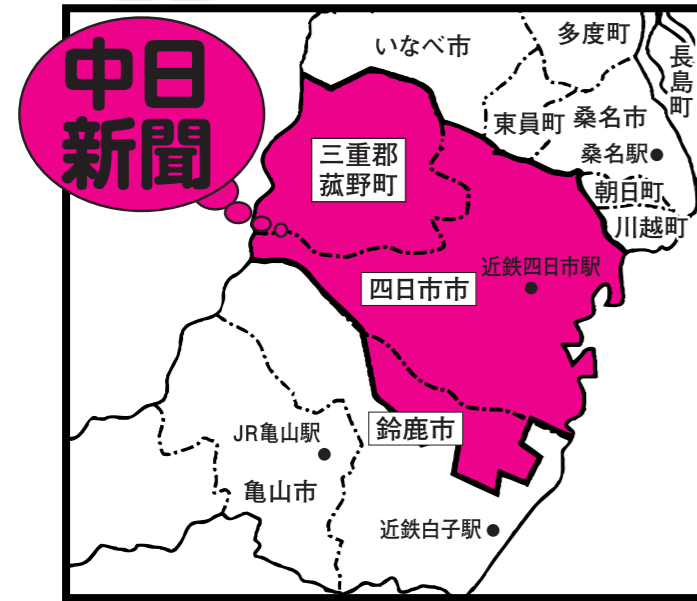 中日
新聞
いなべ市
多度町
長島町
東員町
桑名市
桑名駅
三重郡
菰野町
朝日町
川越町
近鉄四日市駅
四日市市
鈴鹿市
JR亀山駅
亀山市
近鉄白子駅